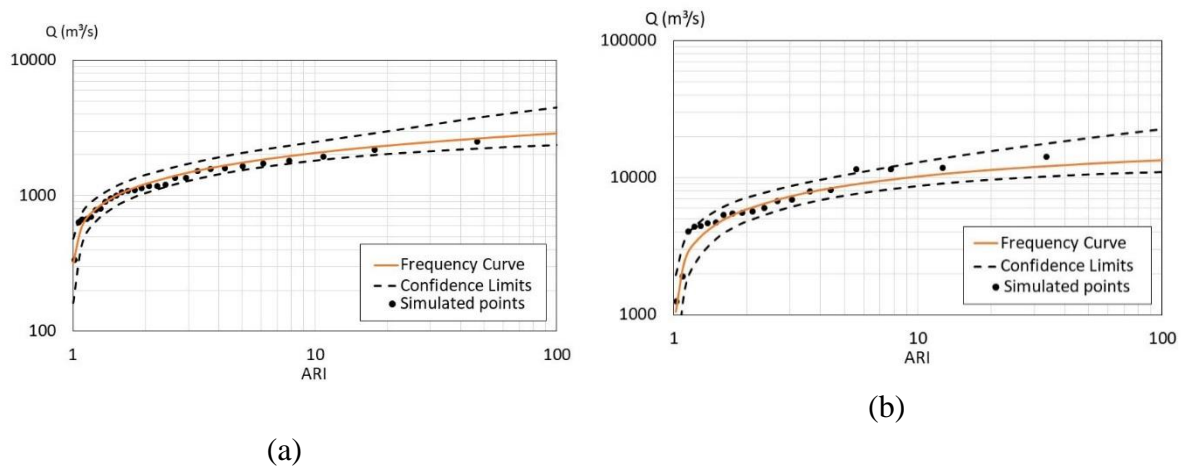 Q (m³/s)
10000
1000
100
1
10
100
ARI
Frequency Curve
Confidence Limits
Simulated points
(a)
Q (m³/s)
100000
10000
1000
1
10
100
ARI
Frequency Curve
Confidence Limits
Simulated points
(b)